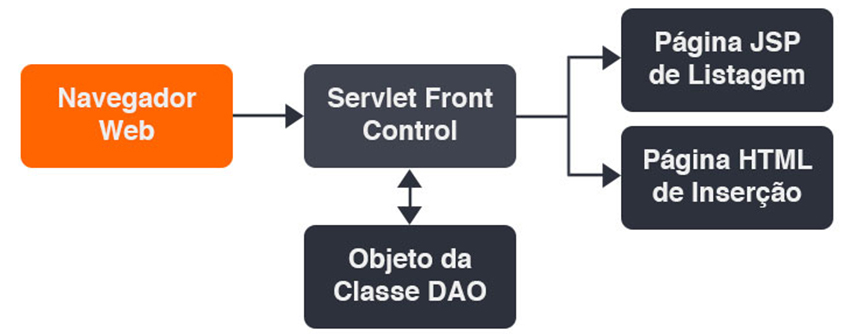 Navegador
Web
Servlet Front
Control
Página JSP
de Listagem
Página HTML
de Inserção
Objeto da
Classe DAO